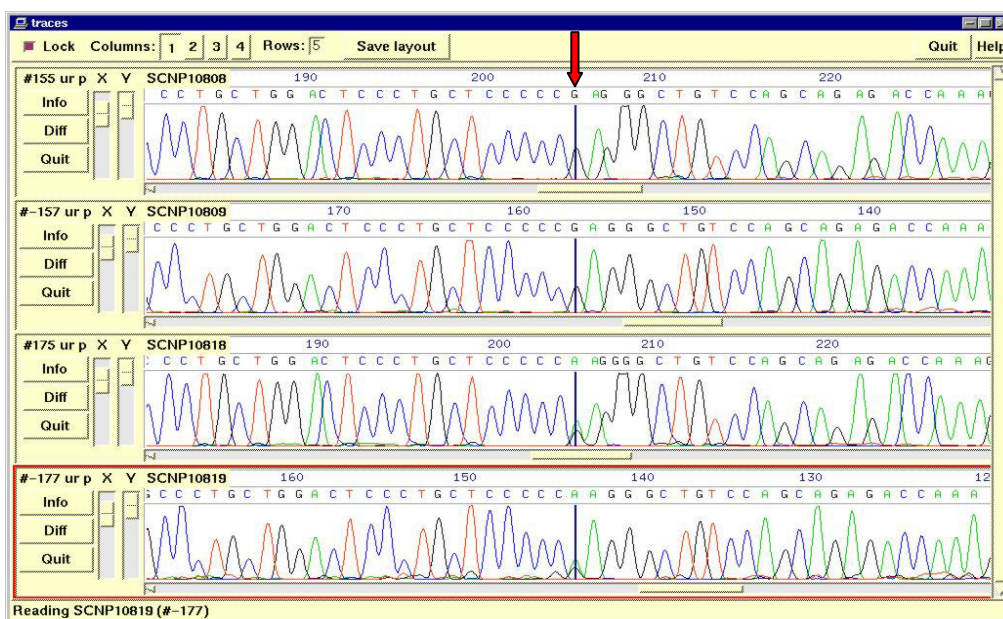 traces
Lock Columns: 1 2 3 4 Rows: 5 Save layout Quit Help
#155 ur p X Y SCNP10808 190 200 210 220
Info
Diff
Quit
C C T G C T G G A C T C C C T G C T C C C C C G A G G G C T G T C C A G C A G A G A C C A A A
#-157 ur p X Y SCNP10809 170 160 150 140
Info
Diff
Quit
C C C T G C T G G A C T C C C T G C T C C C C C G A G G G C T G T C C A G C A G A G A C C A A A
#175 ur p X Y SCNP10818 190 200 210 220
Info
Diff
Quit
C C C T G C T G G A C T C C C T G C T C C C C C A A G G G G C T G T C C A G C A G A G A C C A A A G
#-177 ur p X Y SCNP10819 160 150 140 130 12
Info
Diff
Quit
G C C C T G C T G G A C T C C C T G C T C C C C C A A G G G C T G T C C A G C A G A G A C C A A A
Reading SCNP10819 (#-177)